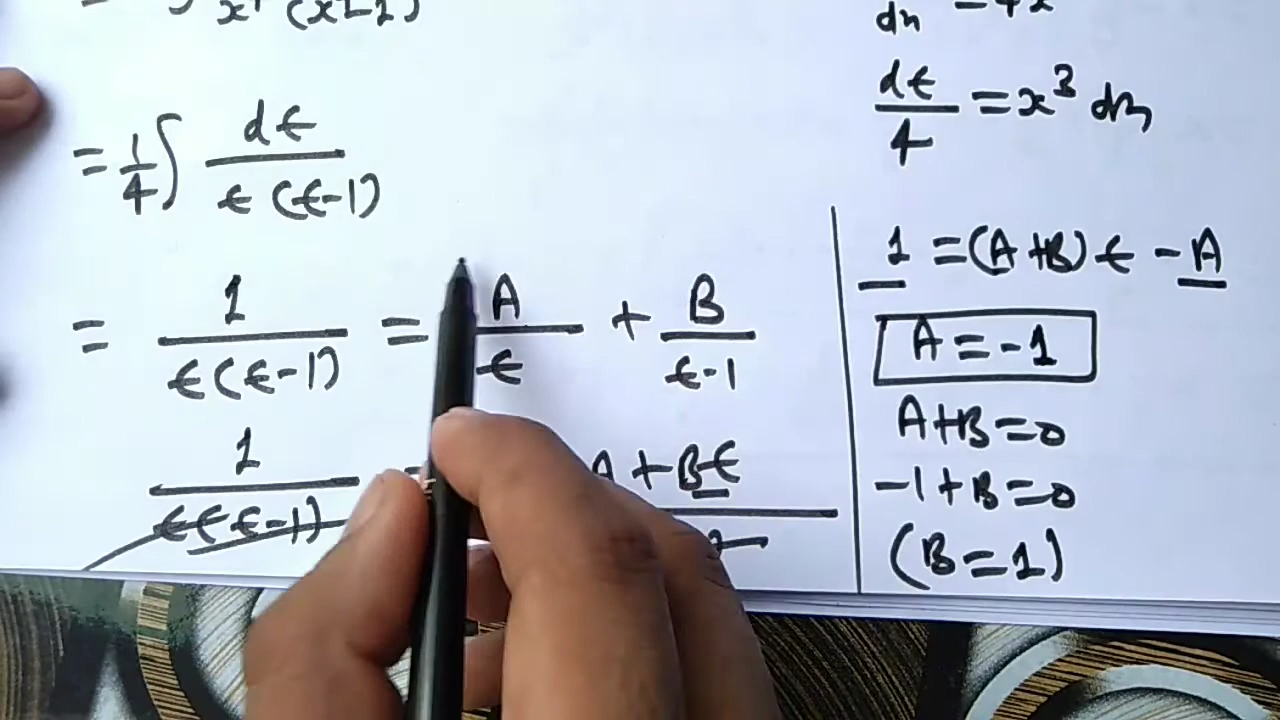 = 1/4 ∫ dt / t(t-1)
= 1 / t(t-1) = A / t + B / t-1
1 / t(t-1) A + Bt
dt / 4 = x³ dx
1 = (A+B)t - A
A = -1
A+B=0
-1+B=0
(B=1)